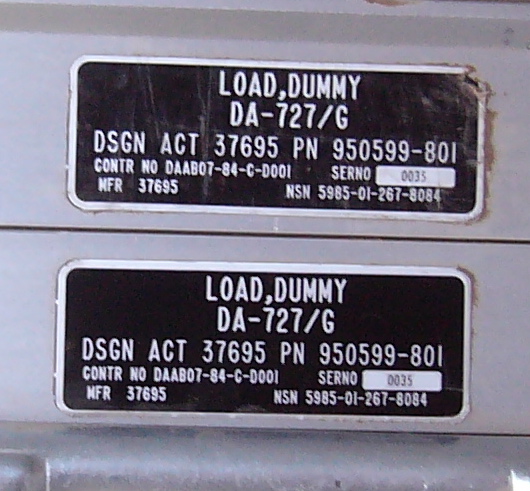 LOAD,DUMMY
DA-727/G
DSGN ACT 37695 PN 950599-801
CONTR NO DAAB07-84-C-D001 SERNO 0035
MFR 37695 NSN 5985-01-267-8084
LOAD,DUMMY
DA-727/G
DSGN ACT 37695 PN 950599-801
CONTR NO DAAB07-84-C-D001 SERNO 0035
MFR 37695 NSN 5985-01-267-8084